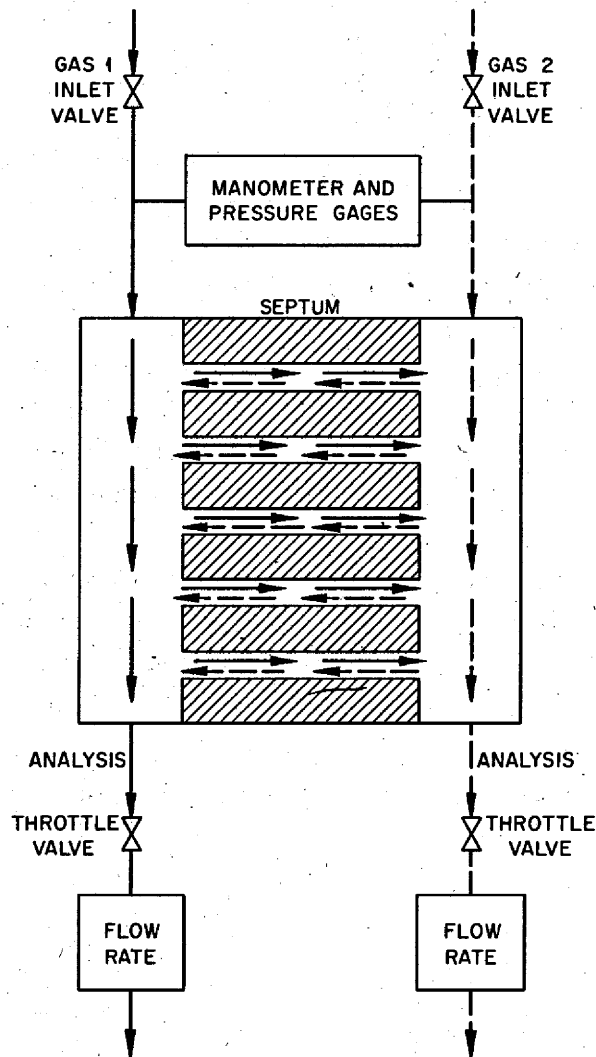 GAS 1
INLET
VALVE
GAS 2
INLET
VALVE
MANOMETER AND
PRESSURE GAGES
SEPTUM
ANALYSIS
ANALYSIS
THROTTLE
VALVE
THROTTLE
VALVE
FLOW
RATE
FLOW
RATE